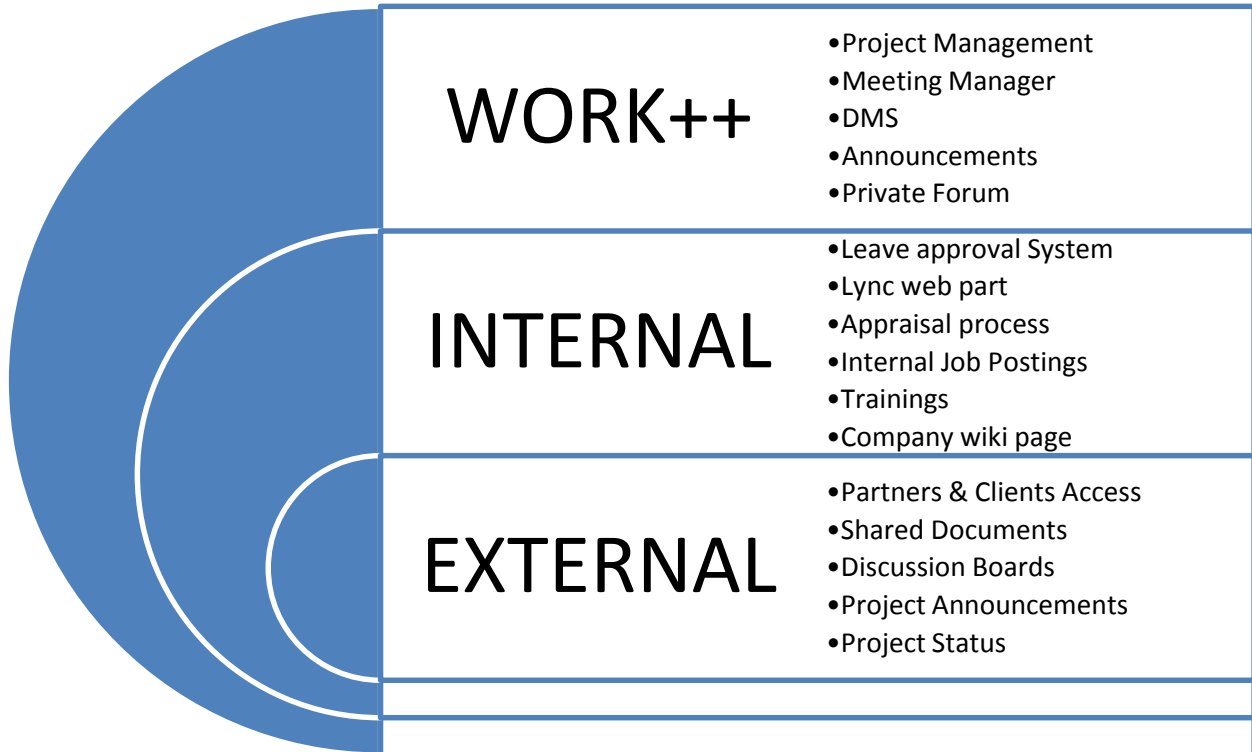 WORK++
•Project Management
•Meeting Manager
•DMS
•Announcements
•Private Forum
INTERNAL
•Leave approval System
•Lync web part
•Appraisal process
•Internal Job Postings
•Trainings
•Company wiki page
EXTERNAL
•Partners & Clients Access
•Shared Documents
•Discussion Boards
•Project Announcements
•Project Status